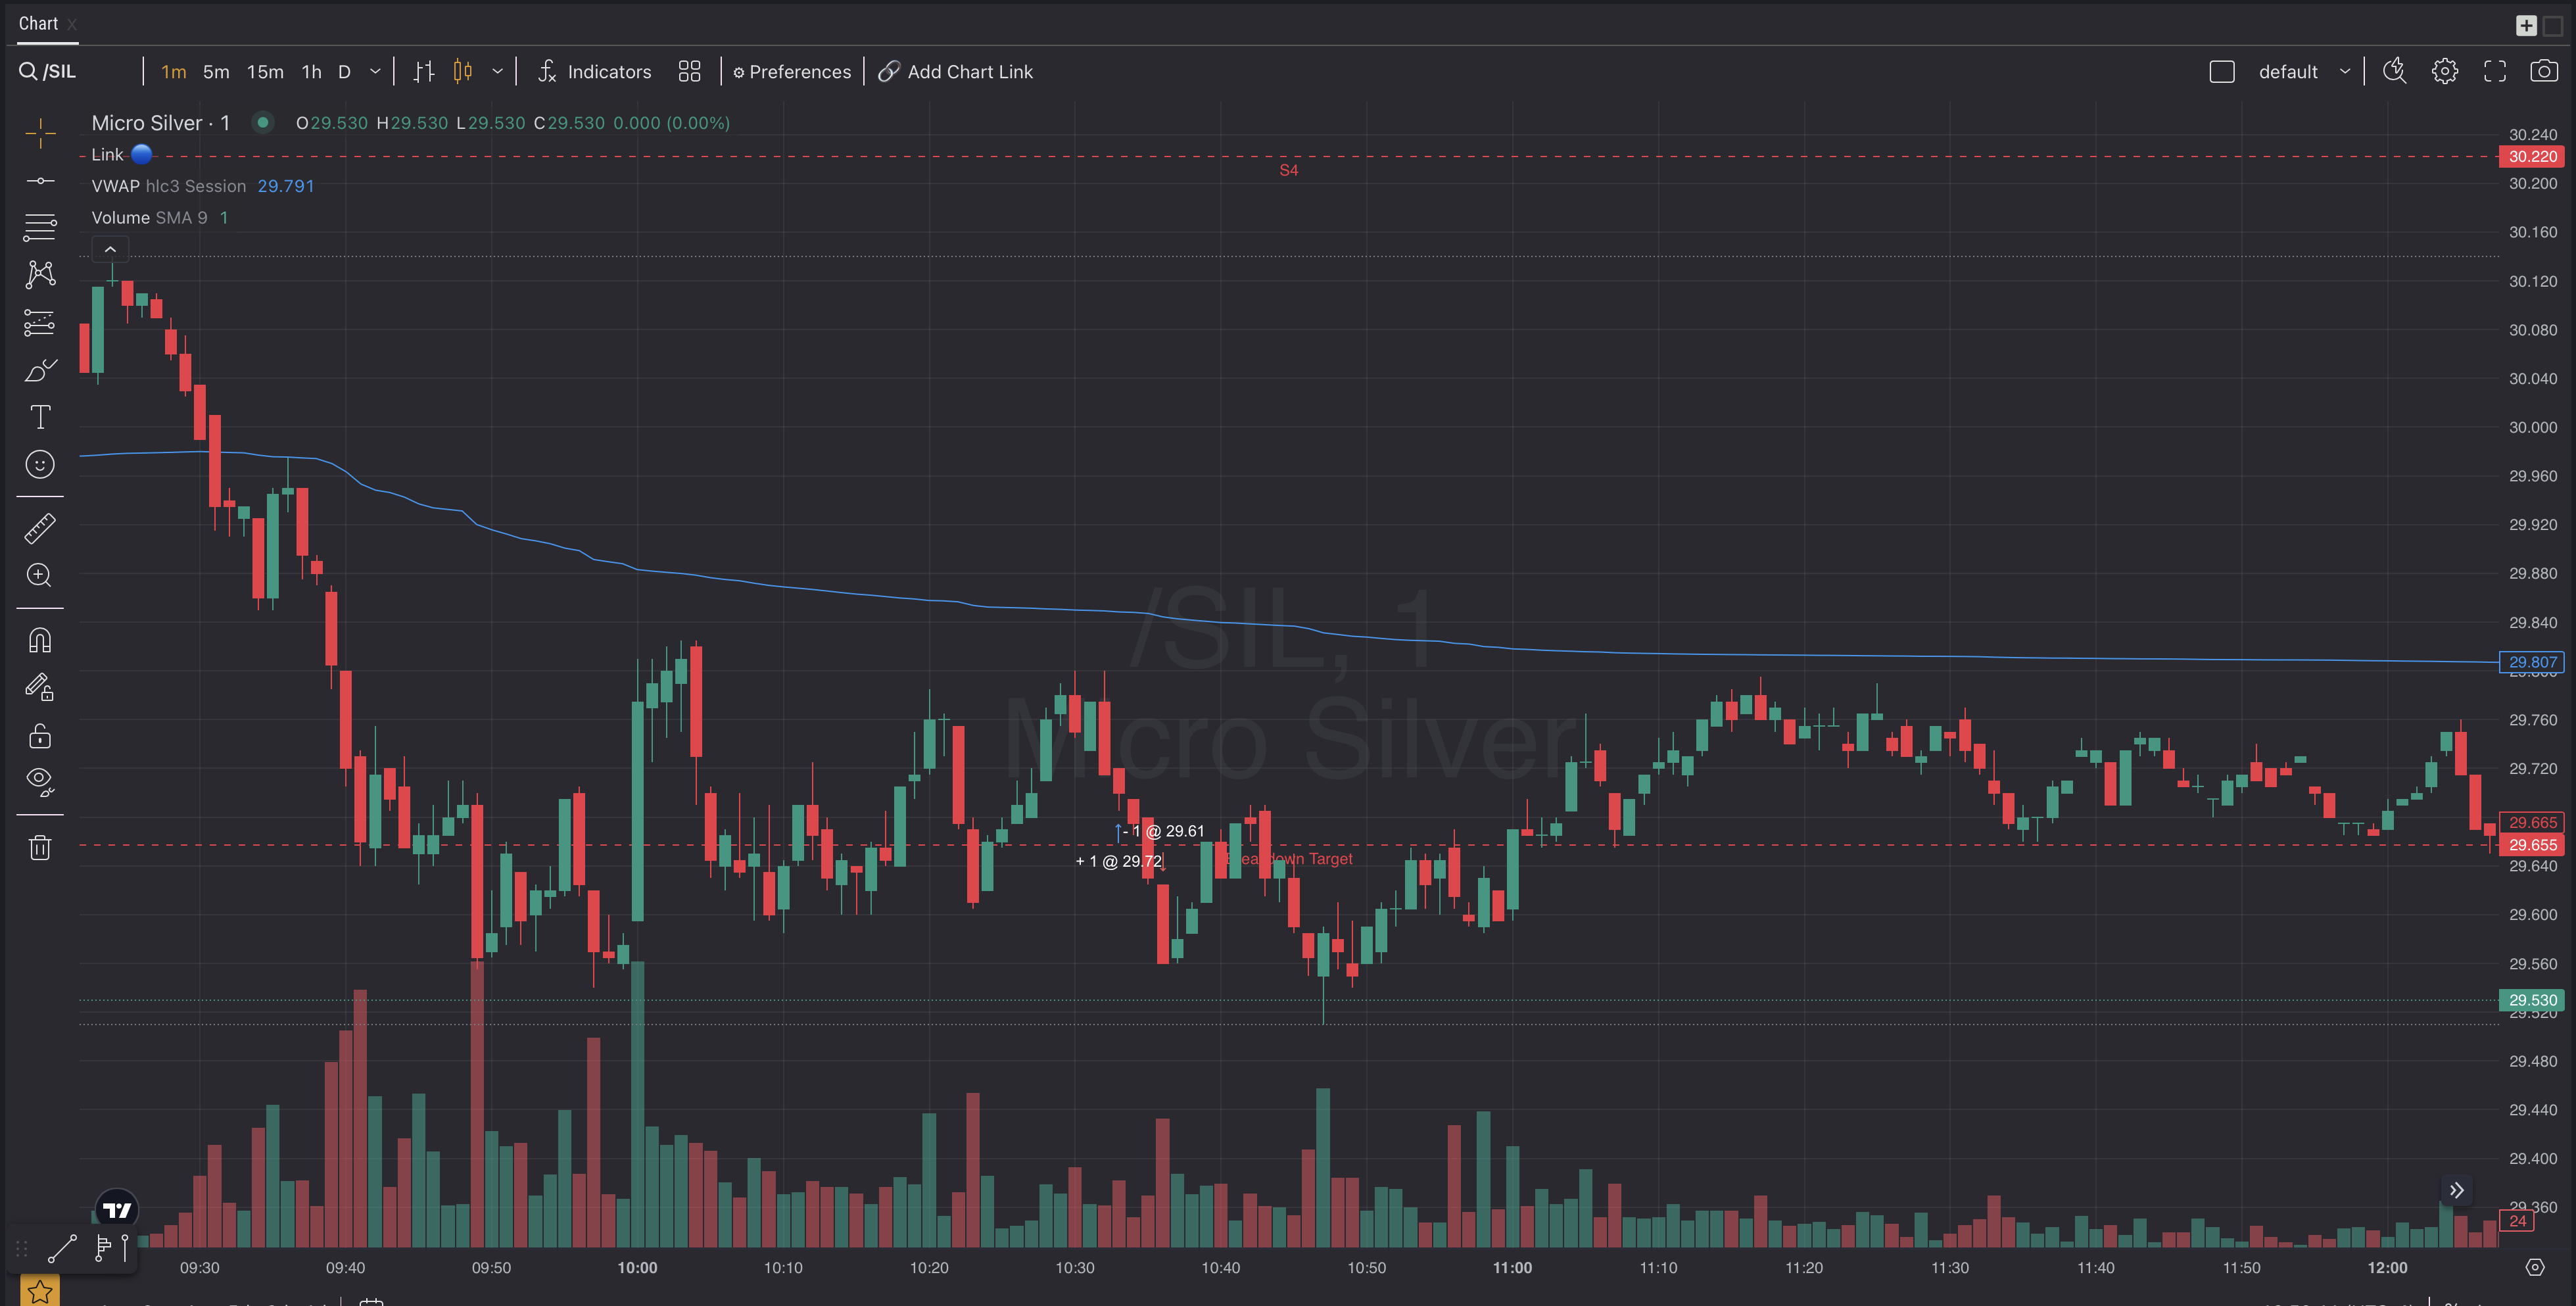 Chart x
/SIL 1m 5m 15m 1h D Indicators Preferences Add Chart Link default
Micro Silver · 1 O29.530 H29.530 L29.530 C29.530 0.000 (0.00%)
Link
VWAP hlc3 Session 29.791
Volume SMA 9 1
S4
/SIL, 1
Micro Silver
- 1 @ 29.61
+ 1 @ 29.72
Breakdown Target
30.240
30.220
30.200
30.160
30.120
30.080
30.040
30.000
29.960
29.920
29.880
29.840
29.807
29.760
29.720
29.665
29.655
29.640
29.600
29.560
29.530
29.520
29.480
29.440
29.400
29.360
24
09:30 09:40 09:50 10:00 10:10 10:20 10:30 10:40 10:50 11:00 11:10 11:20 11:30 11:40 11:50 12:00